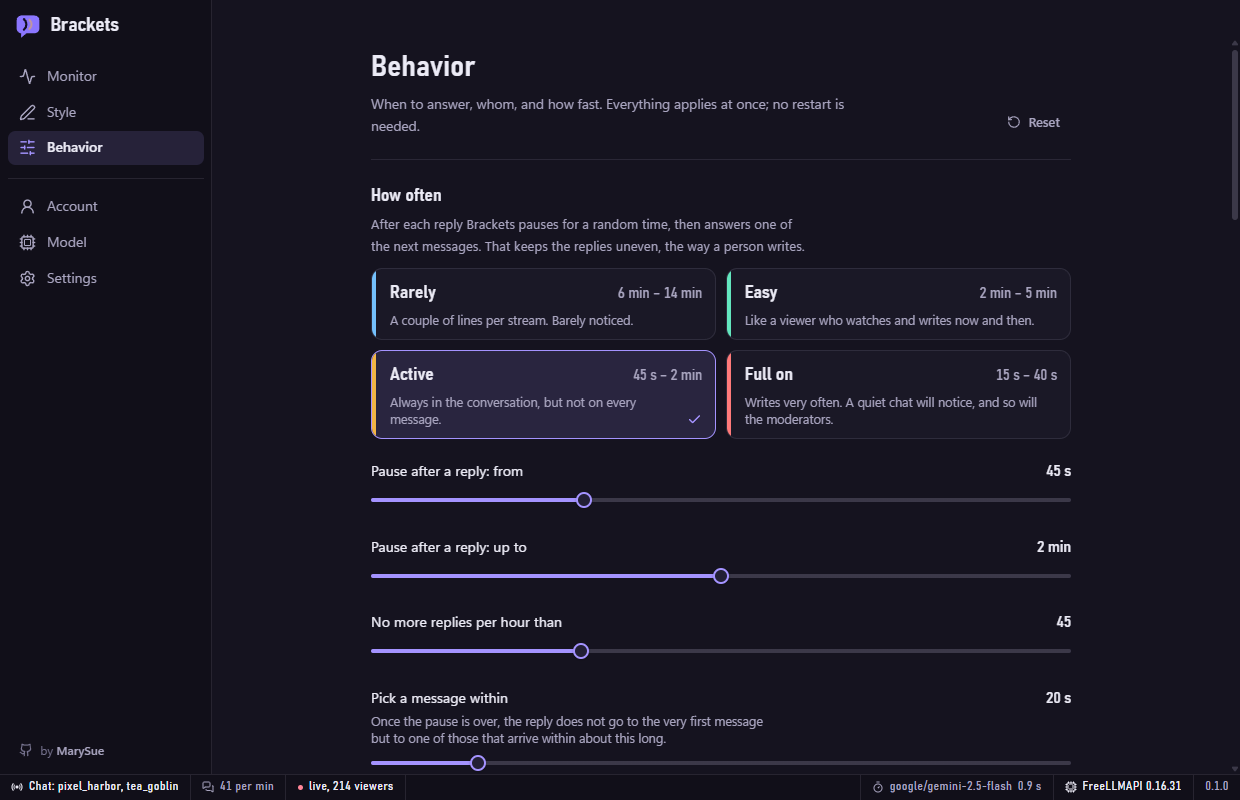 Brackets
Monitor
Style
Behavior
Account
Model
Settings
by MarySue
Behavior
When to answer, whom, and how fast. Everything applies at once; no restart is
needed.
Reset
How often
After each reply Brackets pauses for a random time, then answers one of
the next messages. That keeps the replies uneven, the way a person writes.
Rarely
6 min – 14 min
A couple of lines per stream. Barely noticed.
Easy
2 min – 5 min
Like a viewer who watches and writes now and then.
Active
45 s – 2 min
Always in the conversation, but not on every
message.
Full on
15 s – 40 s
Writes very often. A quiet chat will notice, and so will
the moderators.
Pause after a reply: from
45 s
Pause after a reply: up to
2 min
No more replies per hour than
45
Pick a message within
20 s
Once the pause is over, the reply does not go to the very first message
but to one of those that arrive within about this long.
Chat: pixel_harbor, tea_goblin
41 per min
live, 214 viewers
google/gemini-2.5-flash 0.9 s
FreeLLMAPI 0.16.31
0.1.0